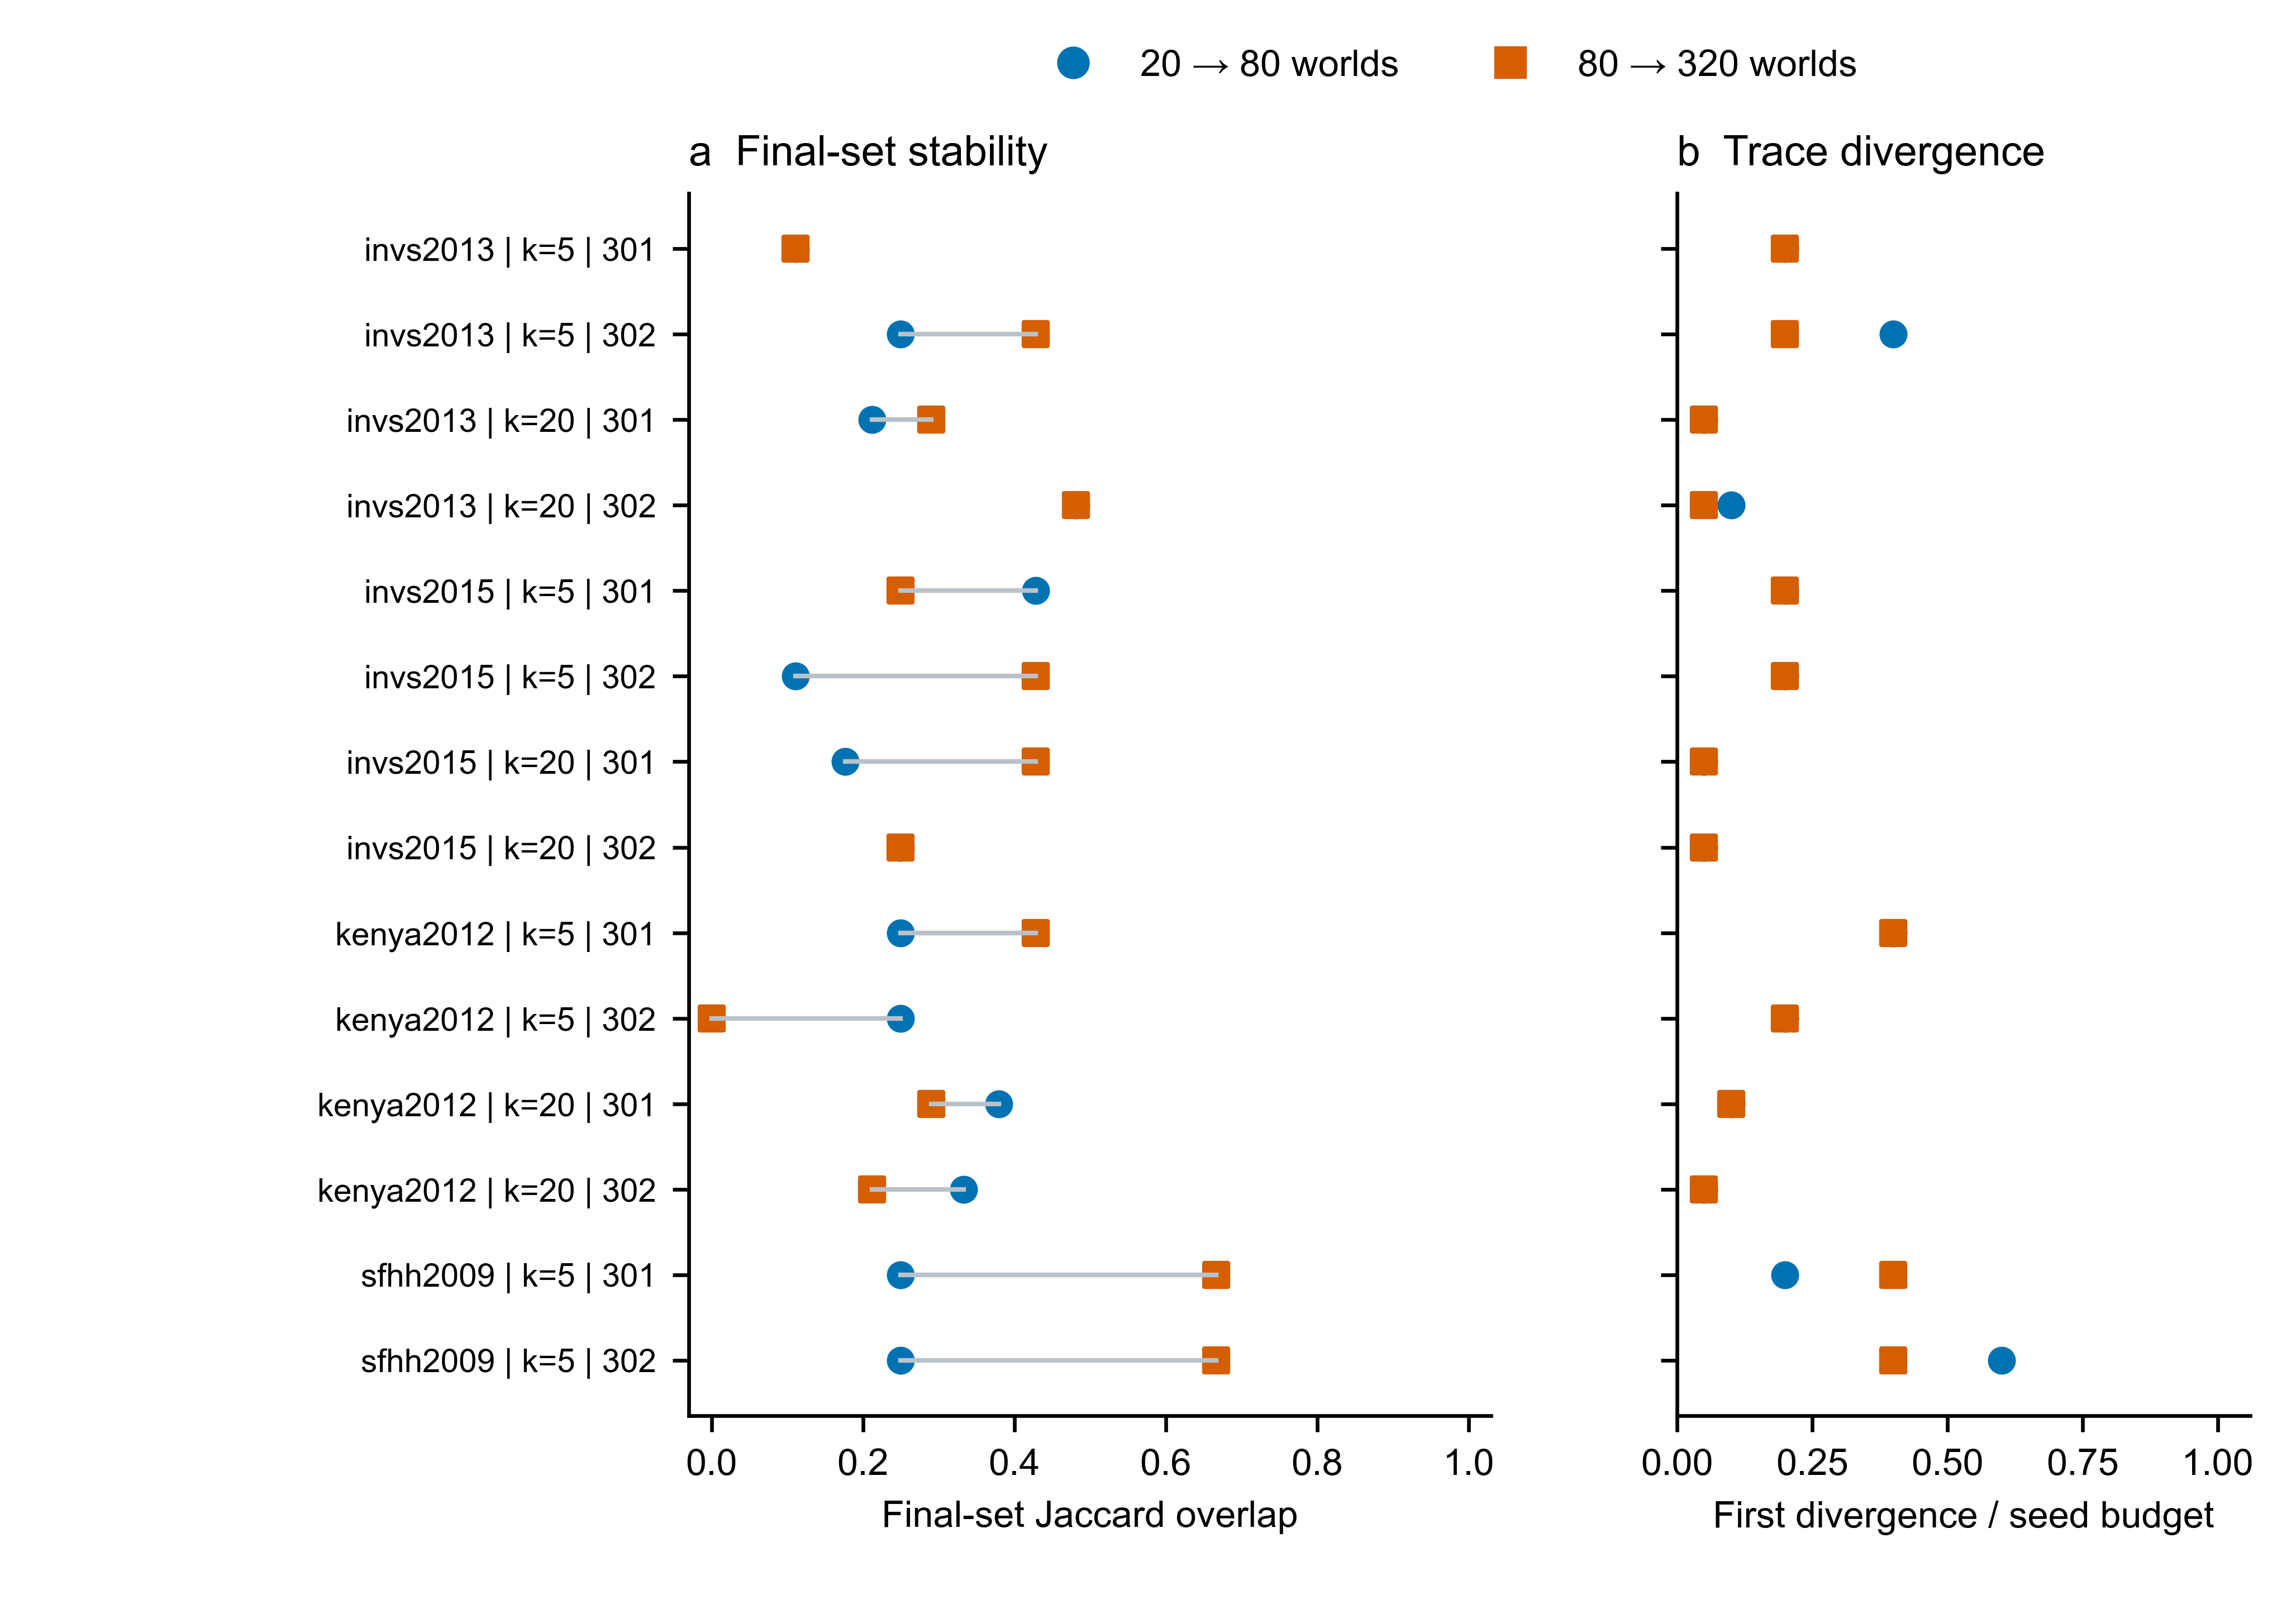 20 → 80 worlds
80 → 320 worlds
a Final-set stability
b Trace divergence
invs2013 | k=5 | 301
invs2013 | k=5 | 302
invs2013 | k=20 | 301
invs2013 | k=20 | 302
invs2015 | k=5 | 301
invs2015 | k=5 | 302
invs2015 | k=20 | 301
invs2015 | k=20 | 302
kenya2012 | k=5 | 301
kenya2012 | k=5 | 302
kenya2012 | k=20 | 301
kenya2012 | k=20 | 302
sfhh2009 | k=5 | 301
sfhh2009 | k=5 | 302
0.0 0.2 0.4 0.6 0.8 1.0
Final-set Jaccard overlap
0.00 0.25 0.50 0.75 1.00
First divergence / seed budget